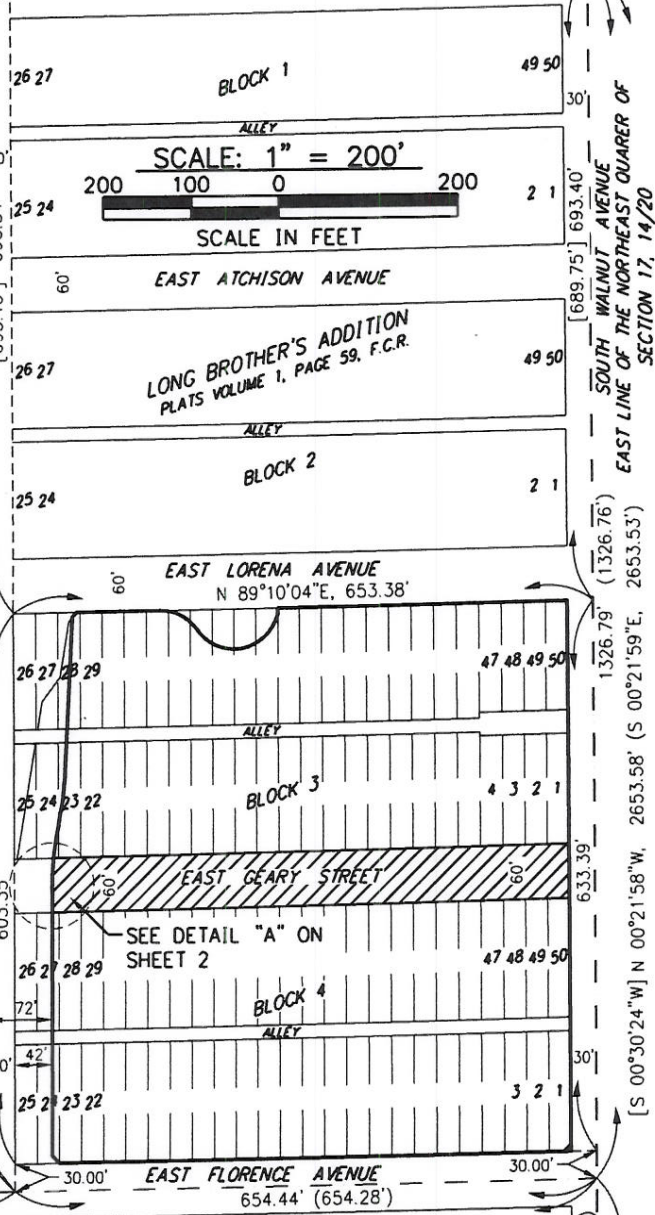 26 27
BLOCK 1
49 50
30'
ALLEY
SCALE: 1" = 200'
200 100 0 200
SCALE IN FEET
25 24
2 1
[689.75'] 693.40'
60'
EAST ATCHISON AVENUE
SOUTH WALNUT AVENUE
EAST LINE OF THE NORTHEAST QUARER OF
SECTION 17, 14/20
26 27
LONG BROTHER'S ADDITION
PLATS VOLUME 1, PAGE 59, F.C.R.
49 50
ALLEY
25 24
BLOCK 2
2 1
EAST LORENA AVENUE
60'
N 89°10'04"E, 653.38'
1326.79' (1326.76')
[S 00°30'24"W] N 00°21'58"W, 2653.58' (S 00°21'59"E, 2653.53')
26 27 28 29
47 48 49 50
ALLEY
25 24 23 22
BLOCK 3
4 3 2 1
60'
EAST GEARY STREET
60'
633.39'
SEE DETAIL "A" ON
SHEET 2
26 27 28 29
47 48 49 50
72'
BLOCK 4
ALLEY
42'
30'
25 24 23 22
3 2 1
30.00'
EAST FLORENCE AVENUE
30.00'
654.44' (654.28')